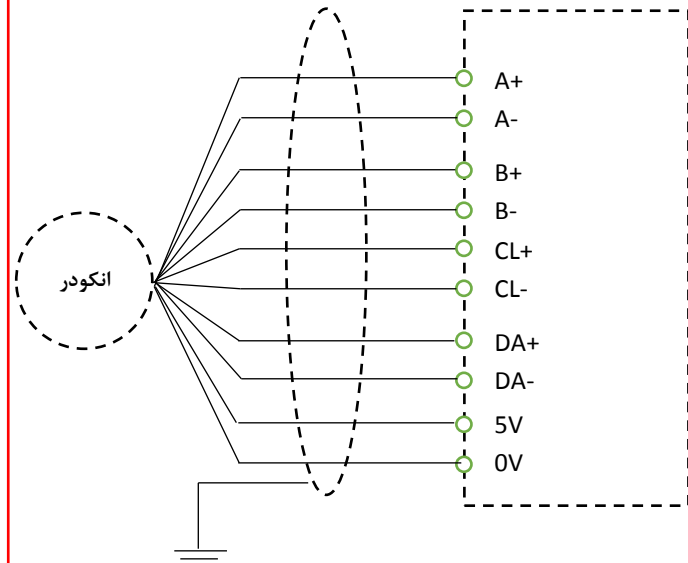 A+
A-
B+
B-
انکودر
CL+
CL-
DA+
DA-
5V
0V